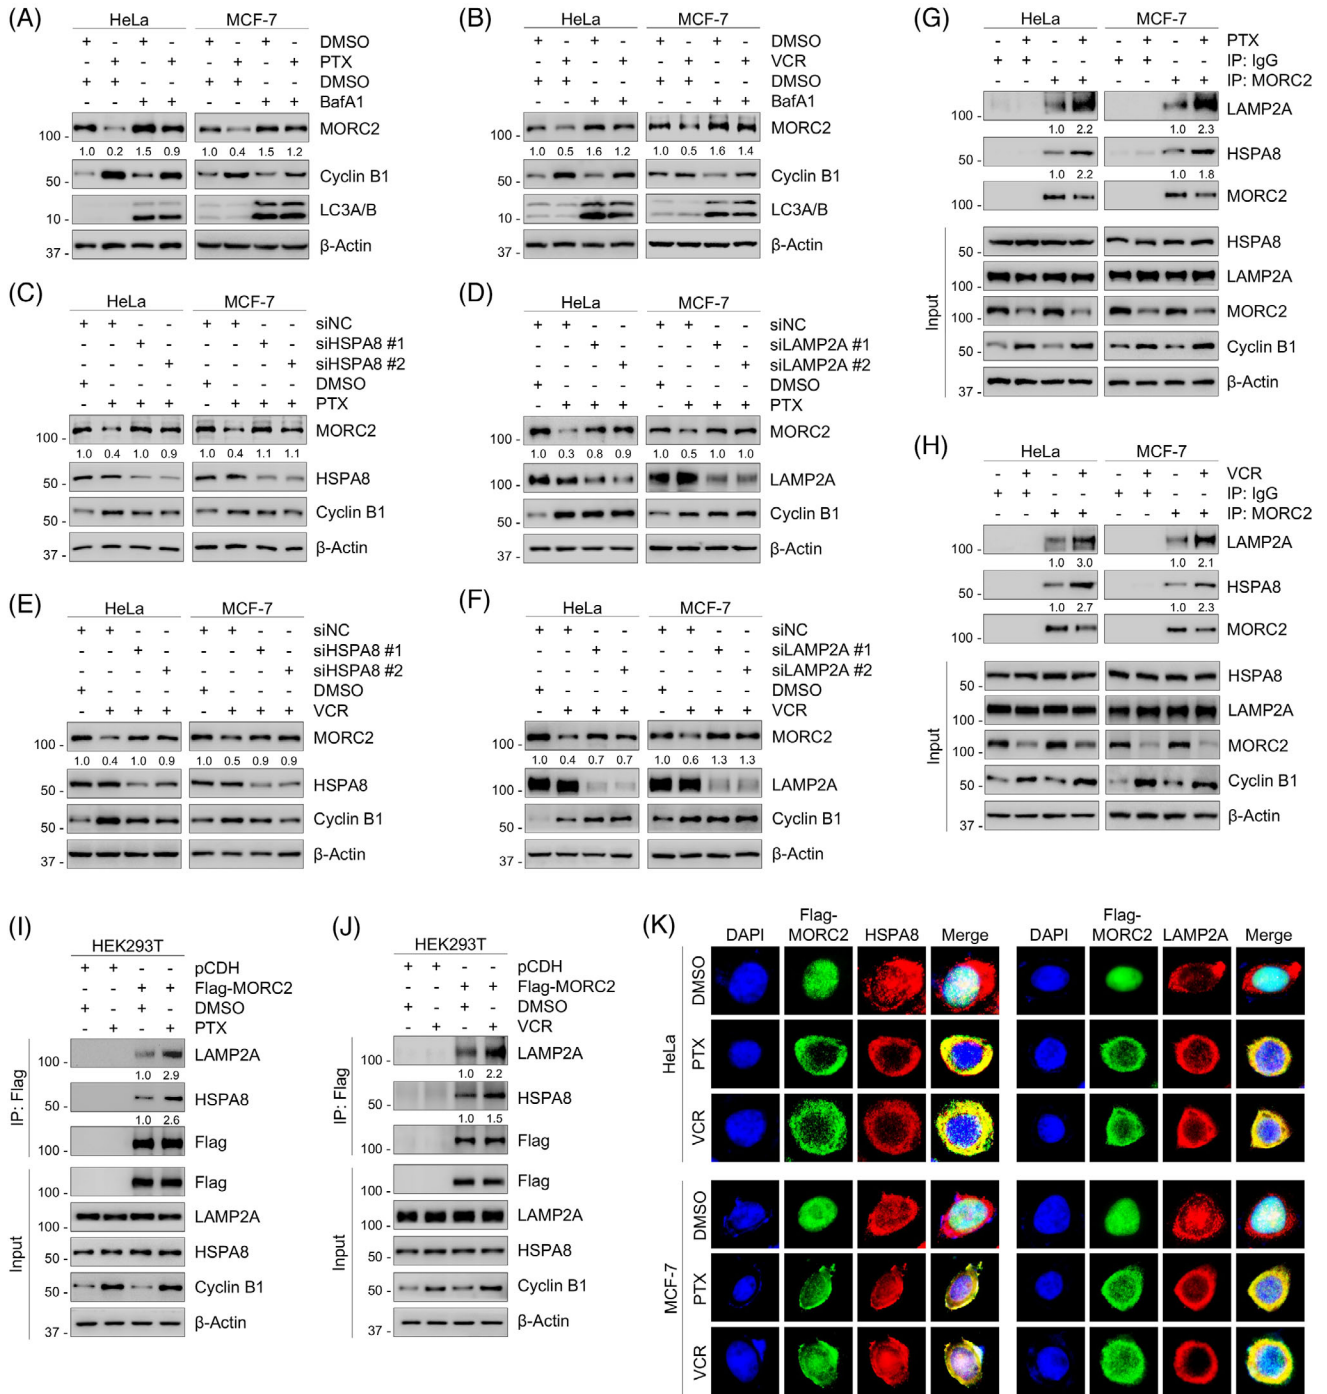 (A)
HeLa MCF-7
+ - + - + - + - DMSO
- + - + - + - + PTX
+ + - - + + - - DMSO
- - + + - - + + BafA1
100 - MORC2
1.0 0.2 1.5 0.9 1.0 0.4 1.5 1.2
50 - Cyclin B1
10 - LC3A/B
37 - β-Actin
(B)
HeLa MCF-7
+ - + - + - + - DMSO
- + - + - + - + VCR
+ + - - + + - - DMSO
- - + + - - + + BafA1
100 - MORC2
1.0 0.5 1.6 1.2 1.0 0.5 1.6 1.4
50 - Cyclin B1
10 - LC3A/B
37 - β-Actin
(C)
HeLa MCF-7
+ + - - + + - - siNC
- - + - - - + - siHSPA8 #1
- - - + - - - + siHSPA8 #2
+ - - - + - - - DMSO
- + + + - + + + PTX
100 - MORC2
1.0 0.4 1.0 0.9 1.0 0.4 1.1 1.1
50 - HSPA8
50 - Cyclin B1
37 - β-Actin
(D)
HeLa MCF-7
+ + - - + + - - siNC
- - + - - - + - siLAMP2A #1
- - - + - - - + siLAMP2A #2
+ - - - + - - - DMSO
- + + + - + + + PTX
100 - MORC2
1.0 0.3 0.8 0.9 1.0 0.5 1.0 1.0
100 - LAMP2A
50 - Cyclin B1
37 - β-Actin
(E)
HeLa MCF-7
+ + - - + + - - siNC
- - + - - - + - siHSPA8 #1
- - - + - - - + siHSPA8 #2
+ - - - + - - - DMSO
- + + + - + + + VCR
100 - MORC2
1.0 0.4 1.0 0.9 1.0 0.5 0.9 0.9
50 - HSPA8
50 - Cyclin B1
37 - β-Actin
(F)
HeLa MCF-7
+ + - - + + - - siNC
- - + - - - + - siLAMP2A #1
- - - + - - - + siLAMP2A #2
+ - - - + - - - DMSO
- + + + - + + + VCR
100 - MORC2
1.0 0.4 0.7 0.7 1.0 0.6 1.3 1.3
100 - LAMP2A
50 - Cyclin B1
37 - β-Actin
(G)
HeLa MCF-7
- + - + - + - + PTX
+ + - - + + - - IP: IgG
- - + + - - + + IP: MORC2
100 - LAMP2A
1.0 2.2 1.0 2.3
50 - HSPA8
1.0 2.2 1.0 1.8
100 - MORC2
Input
50 - HSPA8
100 - LAMP2A
100 - MORC2
50 - Cyclin B1
37 - β-Actin
(H)
HeLa MCF-7
- + - + - + - + VCR
+ + - - + + - - IP: IgG
- - + + - - + + IP: MORC2
100 - LAMP2A
1.0 3.0 1.0 2.1
50 - HSPA8
1.0 2.7 1.0 2.3
100 - MORC2
Input
50 - HSPA8
100 - LAMP2A
100 - MORC2
50 - Cyclin B1
37 - β-Actin
(I)
HEK293T
+ + - - pCDH
- - + + Flag-MORC2
+ - + - DMSO
- + - + PTX
IP: Flag
100 - LAMP2A
1.0 2.9
50 - HSPA8
1.0 2.6
100 - Flag
Input
100 - Flag
100 - LAMP2A
50 - HSPA8
50 - Cyclin B1
37 - β-Actin
(J)
HEK293T
+ + - - pCDH
- - + + Flag-MORC2
+ - + - DMSO
- + - + VCR
IP: Flag
100 - LAMP2A
1.0 2.2
50 - HSPA8
1.0 1.5
100 - Flag
Input
100 - Flag
100 - LAMP2A
50 - HSPA8
50 - Cyclin B1
37 - β-Actin
(K)
Flag- Flag-
DAPI MORC2 HSPA8 Merge DAPI MORC2 LAMP2A Merge
HeLa
DMSO
PTX
VCR
MCF-7
DMSO
PTX
VCR